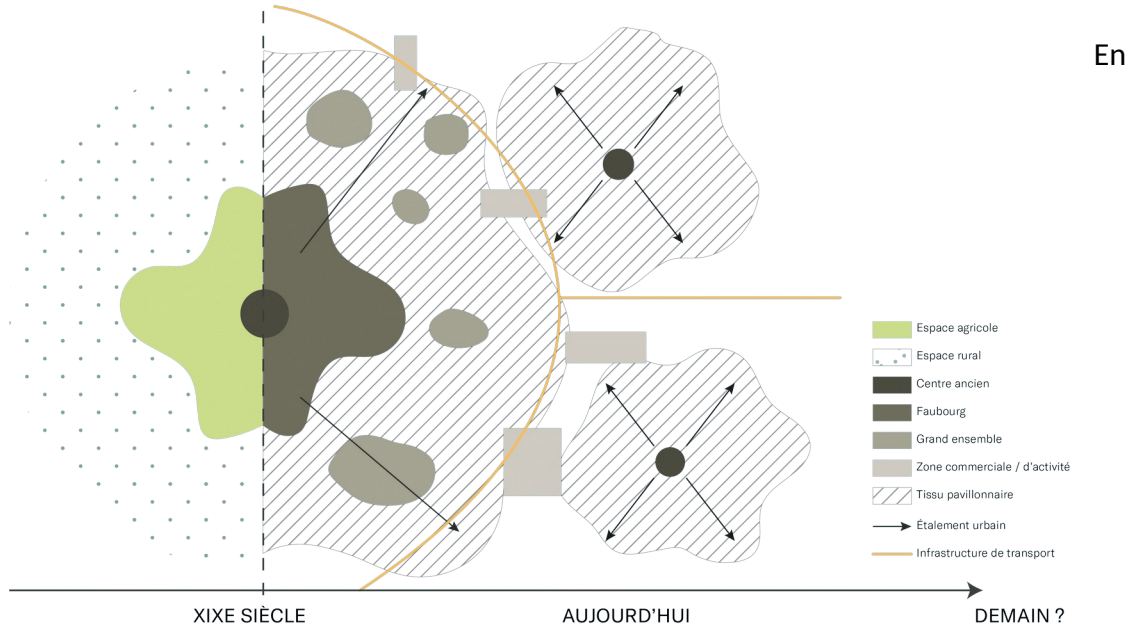 En
Espace agricole
Espace rural
Centre ancien
Faubourg
Grand ensemble
Zone commerciale / d'activité
Tissu pavillonnaire
Étalement urbain
Infrastructure de transport
XIXE SIÈCLE
AUJOURD'HUI
DEMAIN ?